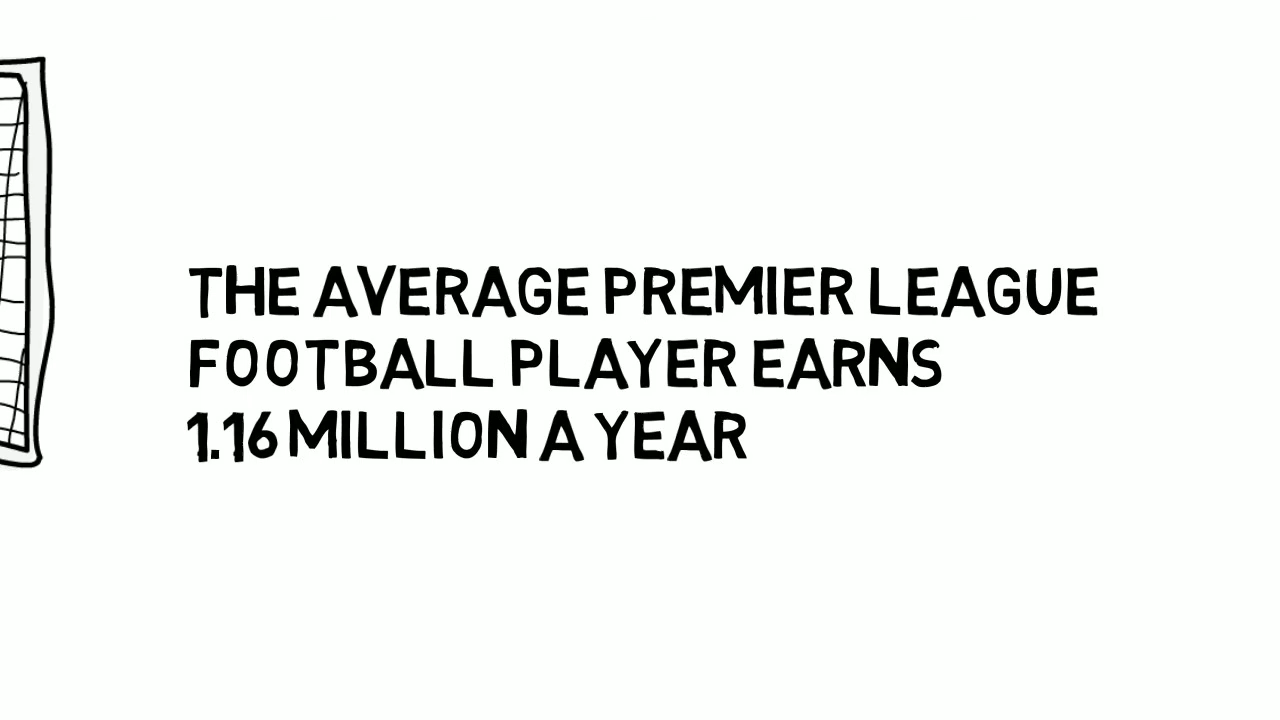 THE AVERAGE PREMIER LEAGUE
FOOTBALL PLAYER EARNS
1.16 MILLION A YEAR